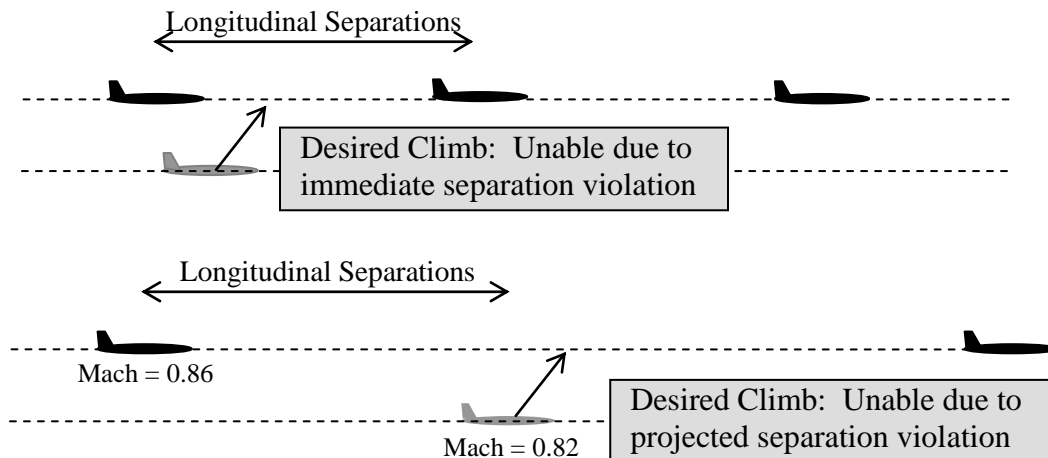 Longitudinal Separations
Desired Climb: Unable due to
immediate separation violation
Longitudinal Separations
Mach = 0.86
Desired Climb: Unable due to
projected separation violation
Mach = 0.82